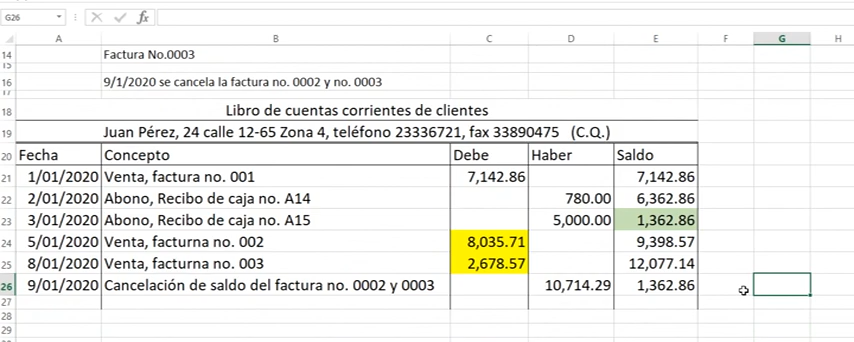 G26 fx
A B C D E F G H
14 Factura No.0003
15
16 9/1/2020 se cancela la factura no. 0002 y no. 0003
17
18 Libro de cuentas corrientes de clientes
19 Juan Pérez, 24 calle 12-65 Zona 4, teléfono 23336721, fax 33890475 (C.Q.)
20 Fecha Concepto Debe Haber Saldo
21 1/01/2020 Venta, factura no. 001 7,142.86 7,142.86
22 2/01/2020 Abono, Recibo de caja no. A14 780.00 6,362.86
23 3/01/2020 Abono, Recibo de caja no. A15 5,000.00 1,362.86
24 5/01/2020 Venta, facturna no. 002 8,035.71 9,398.57
25 8/01/2020 Venta, facturna no. 003 2,678.57 12,077.14
26 9/01/2020 Cancelación de saldo del factura no. 0002 y 0003 10,714.29 1,362.86
27
28
29